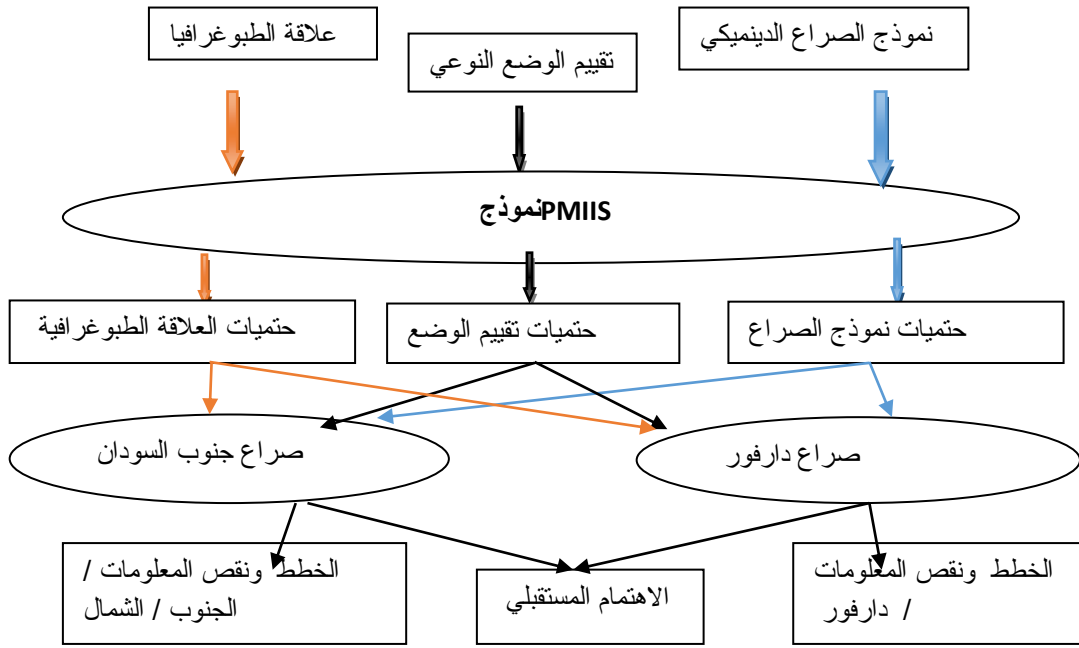 نموذج الصراع الدينميكي
تقييم الوضع النوعي
علاقة الطبوغرافيا
نموذجPMIIS
حتميات نموذج الصراع
حتميات تقييم الوضع
حتميات العلاقة الطبوغرافية
صراع دارفور
صراع جنوب السودان
الخطط ونقص المعلومات
/ دارفور
الاهتمام المستقبلي
الخطط ونقص المعلومات /
الجنوب / الشمال